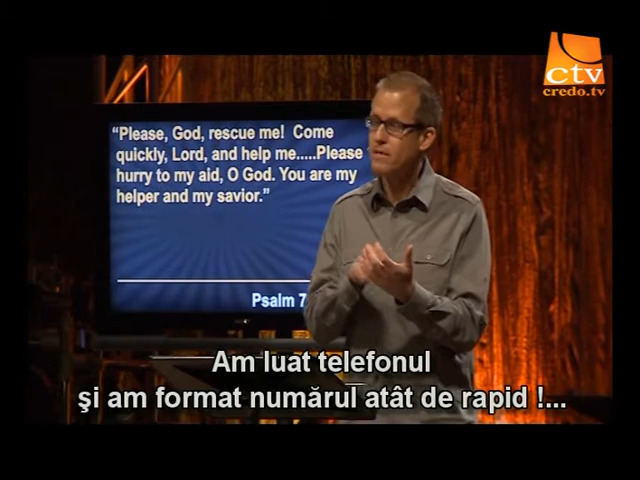 ctv
credo.tv
“Please, God, rescue me! Come
quickly, Lord, and help me.....Please
hurry to my aid, O God. You are my
helper and my savior.”
Psalm 7
Am luat telefonul
şi am format numărul atât de rapid !...